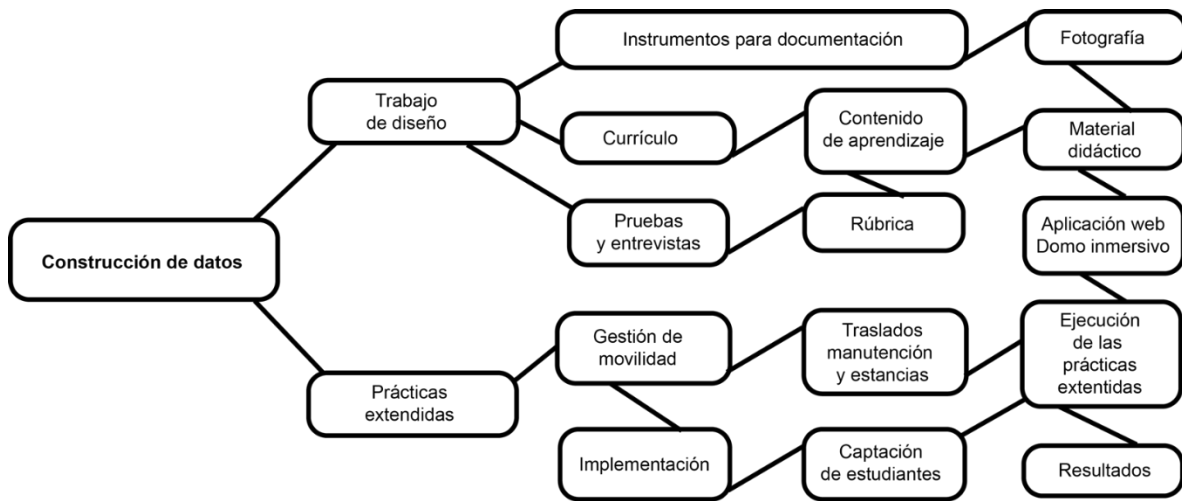 Instrumentos para documentación
Fotografía
Trabajo
de diseño
Currículo
Contenido
de aprendizaje
Material
didáctico
Pruebas
y entrevistas
Rúbrica
Aplicación web
Domo inmersivo
Construcción de datos
Gestión de
movilidad
Traslados
manutención
y estancias
Ejecución
de las
prácticas
extentidas
Prácticas
extendidas
Implementación
Captación
de estudiantes
Resultados